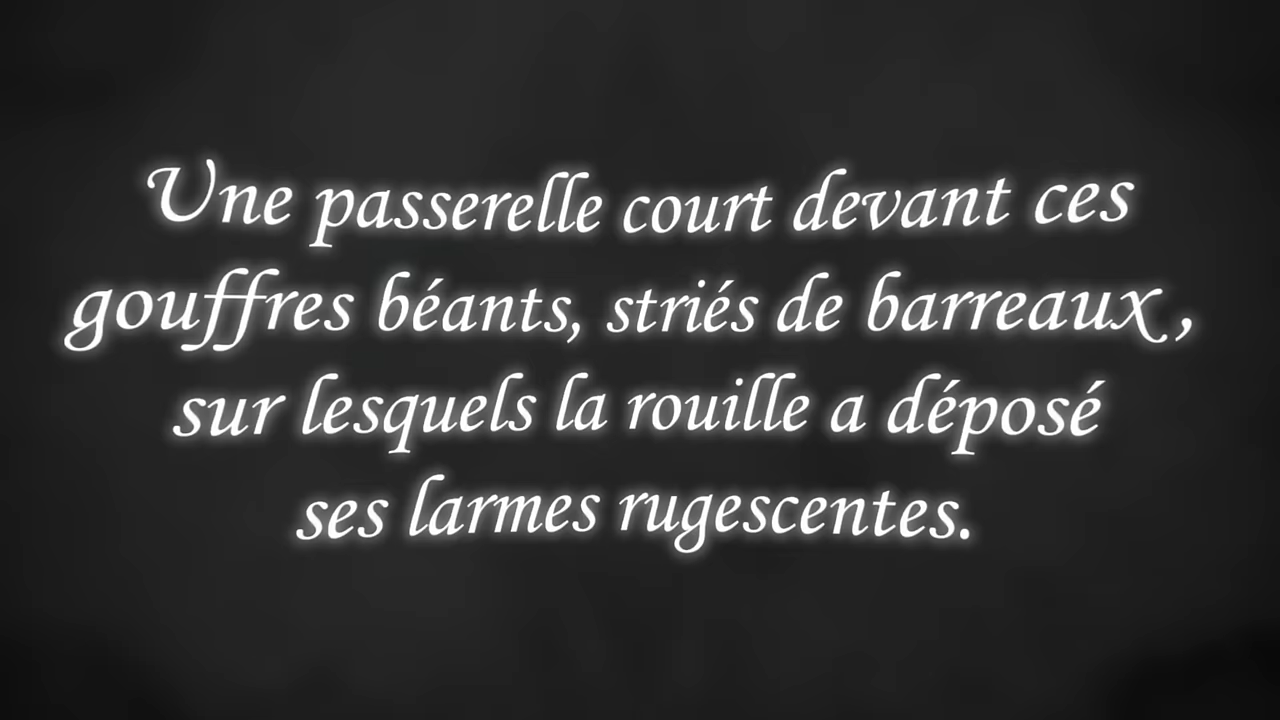 Une passerelle court devant ces
gouffres béants, striés de barreaux,
sur lesquels la rouille a déposé
ses larmes rugescentes.